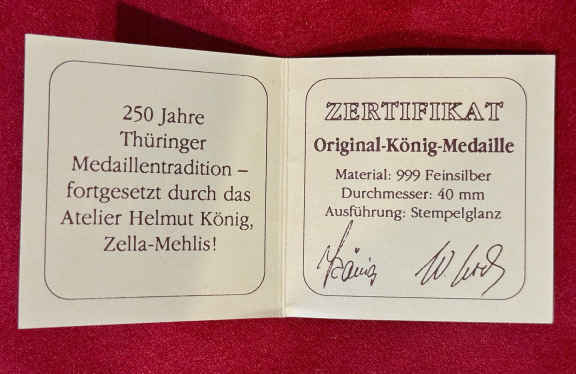 250 Jahre
Thüringer
Medaillentradition –
fortgesetzt durch das
Atelier Helmut König,
Zella-Mehlis!
ZERTIFIKAT
Original-König-Medaille
Material: 999 Feinsilber
Durchmesser: 40 mm
Ausführung: Stempelglanz
König